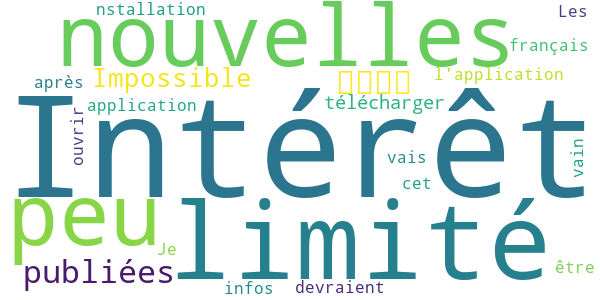 nstallation
Les
nouvelles
français
après
Impossible
l'application
application
télécharger
Intérêt
ouvrir
vais
vain
cet
peu
limité
Je
publiées
être
infos
devraient